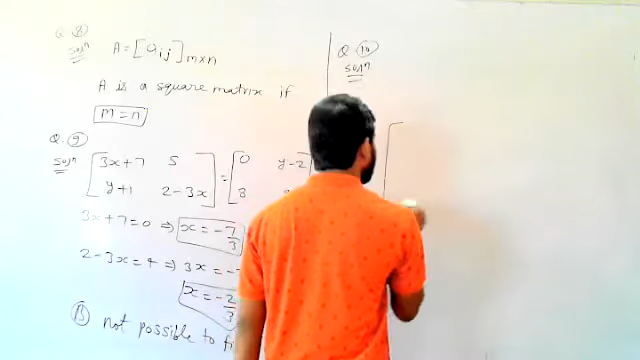 Q. 8
Solⁿ A = [aij]m×n
A is a square matrix if
m = n
Q. 9
Solⁿ [3x+7 5
y+1 2-3x] = [0 y-2
8
3x+7=0 ⇒ x = -7/3
2-3x=4 ⇒ 3x = -
x = -2/3
B not possible to
Q. 10
Solⁿ